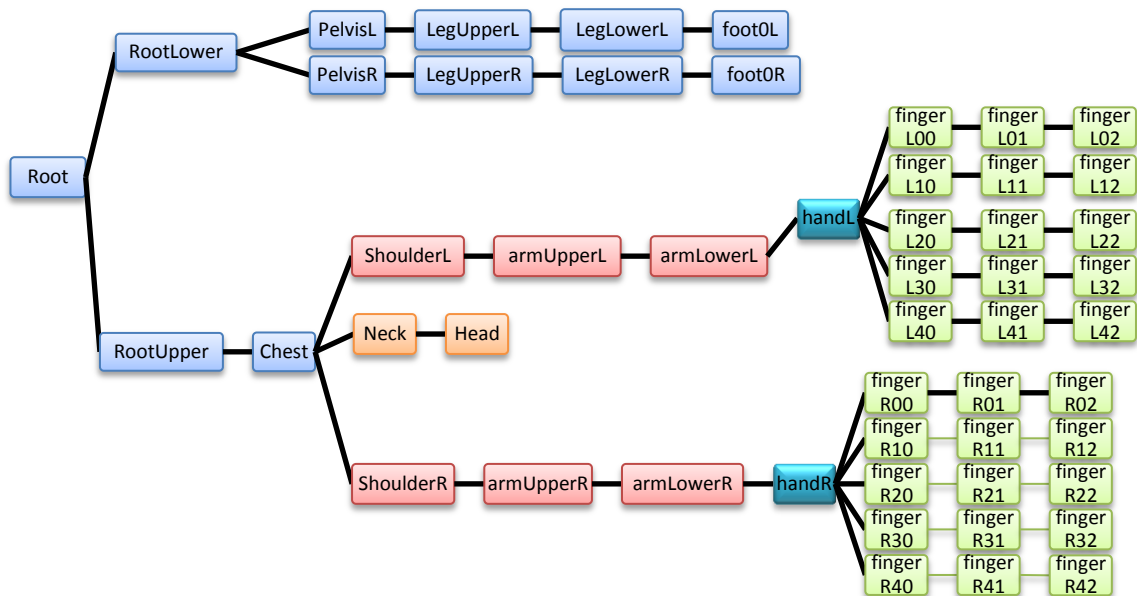 PelvisL
LegUpperL
LegLowerL
foot0L
RootLower
PelvisR
LegUpperR
LegLowerR
foot0R
finger
L00
finger
L01
finger
L02
Root
finger
L10
finger
L11
finger
L12
handL
finger
L20
finger
L21
finger
L22
ShoulderL
armUpperL
armLowerL
finger
L30
finger
L31
finger
L32
finger
L40
finger
L41
finger
L42
Neck
Head
RootUpper
Chest
finger
R00
finger
R01
finger
R02
finger
R10
finger
R11
finger
R12
ShoulderR
armUpperR
armLowerR
handR
finger
R20
finger
R21
finger
R22
finger
R30
finger
R31
finger
R32
finger
R40
finger
R41
finger
R42